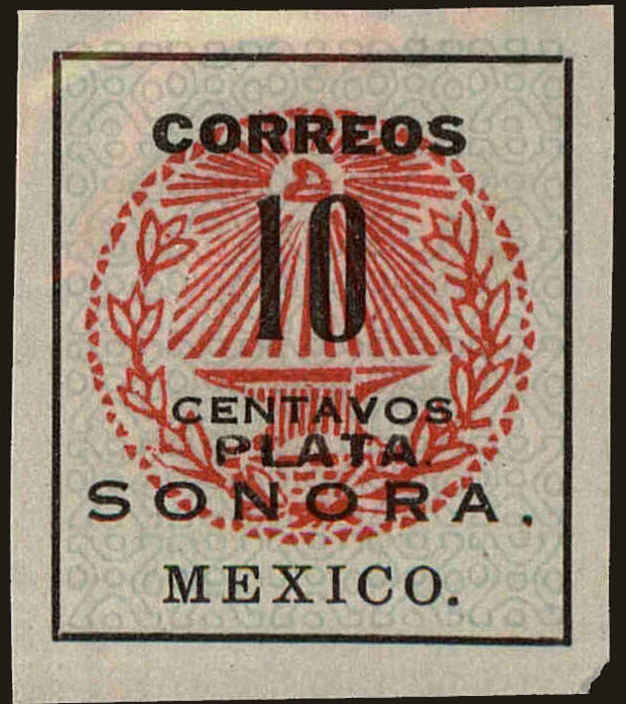 CORREOS
10
CENTAVOS
PLATA.
SONORA.
MEXICO.